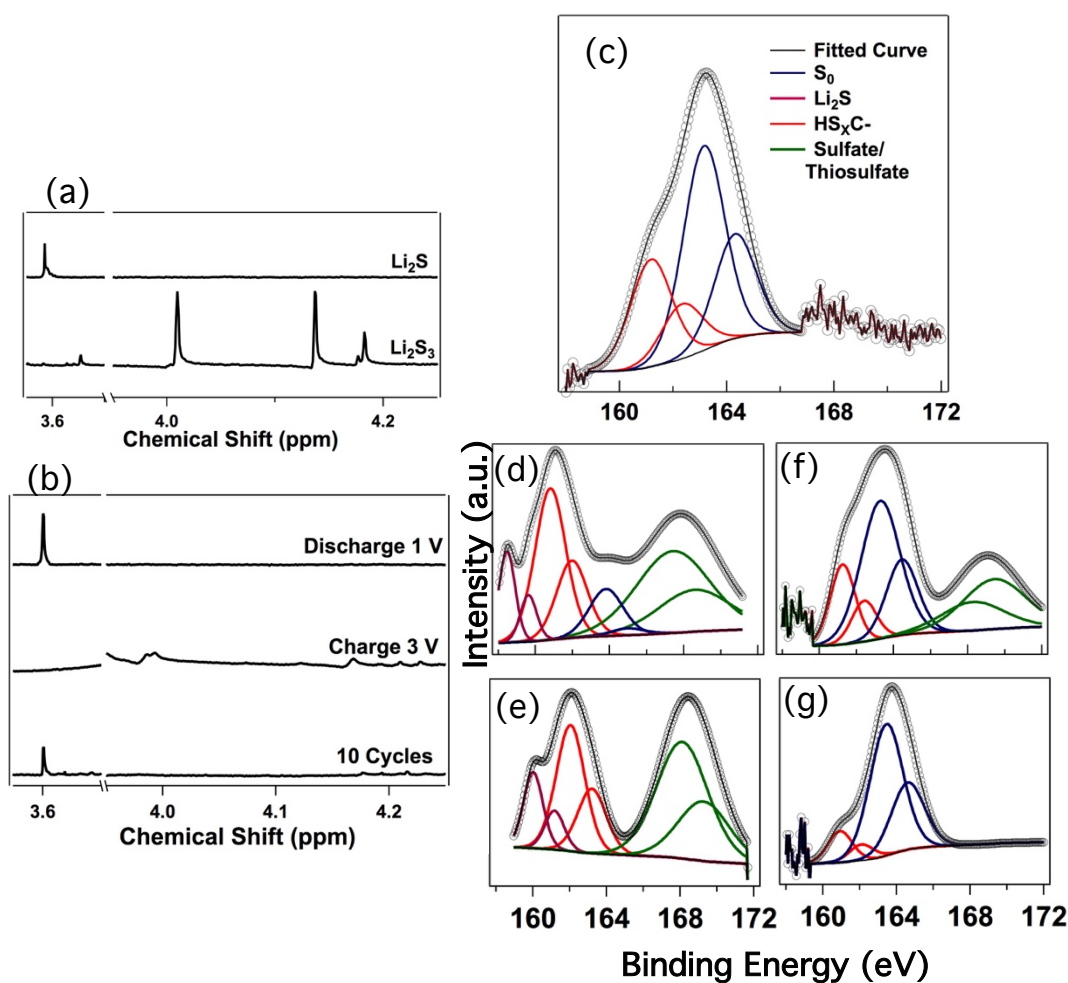 (a)
Li2S
Li2S3
3.6 4.0 4.2
Chemical Shift (ppm)
(b)
Discharge 1 V
Charge 3 V
10 Cycles
3.6 4.0 4.1 4.2
Chemical Shift (ppm)
(c)
Fitted Curve
S0
Li2S
HSXC-
Sulfate/
Thiosulfate
160 164 168 172
Intensity (a.u.)
(d)
(f)
(e)
160 164 168 172
(g)
160 164 168 172
Binding Energy (eV)